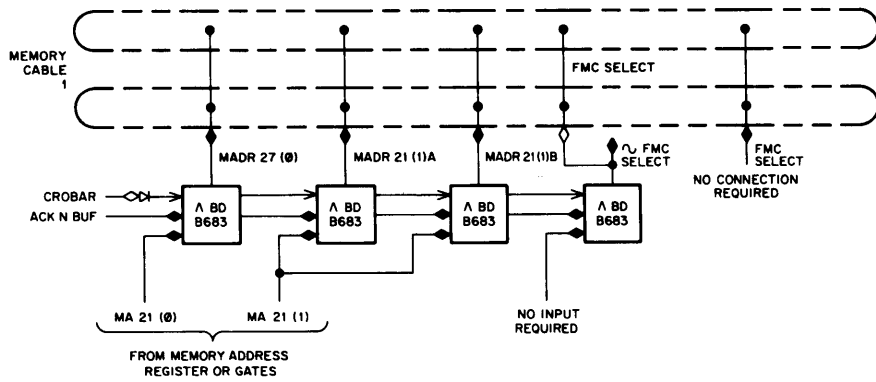 MEMORY
CABLE
1
FMC SELECT
MADR 27 (0)
MADR 21 (1)A
MADR 21(1)B
∿ FMC
SELECT
FMC
SELECT
NO CONNECTION
REQUIRED
CROBAR
ACK N BUF
Λ BD
B683
Λ BD
B683
Λ BD
B683
Λ BD
B683
MA 21 (0)
MA 21 (1)
NO INPUT
REQUIRED
FROM MEMORY ADDRESS
REGISTER OR GATES